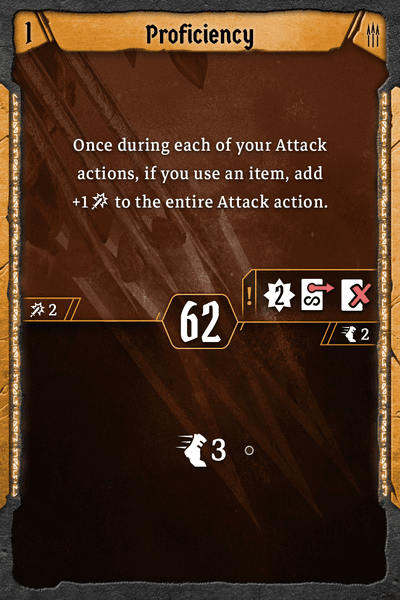 1
Proficiency
Once during each of your Attack
actions, if you use an item, add
+1 to the entire Attack action.
! 2
2
62
2
3